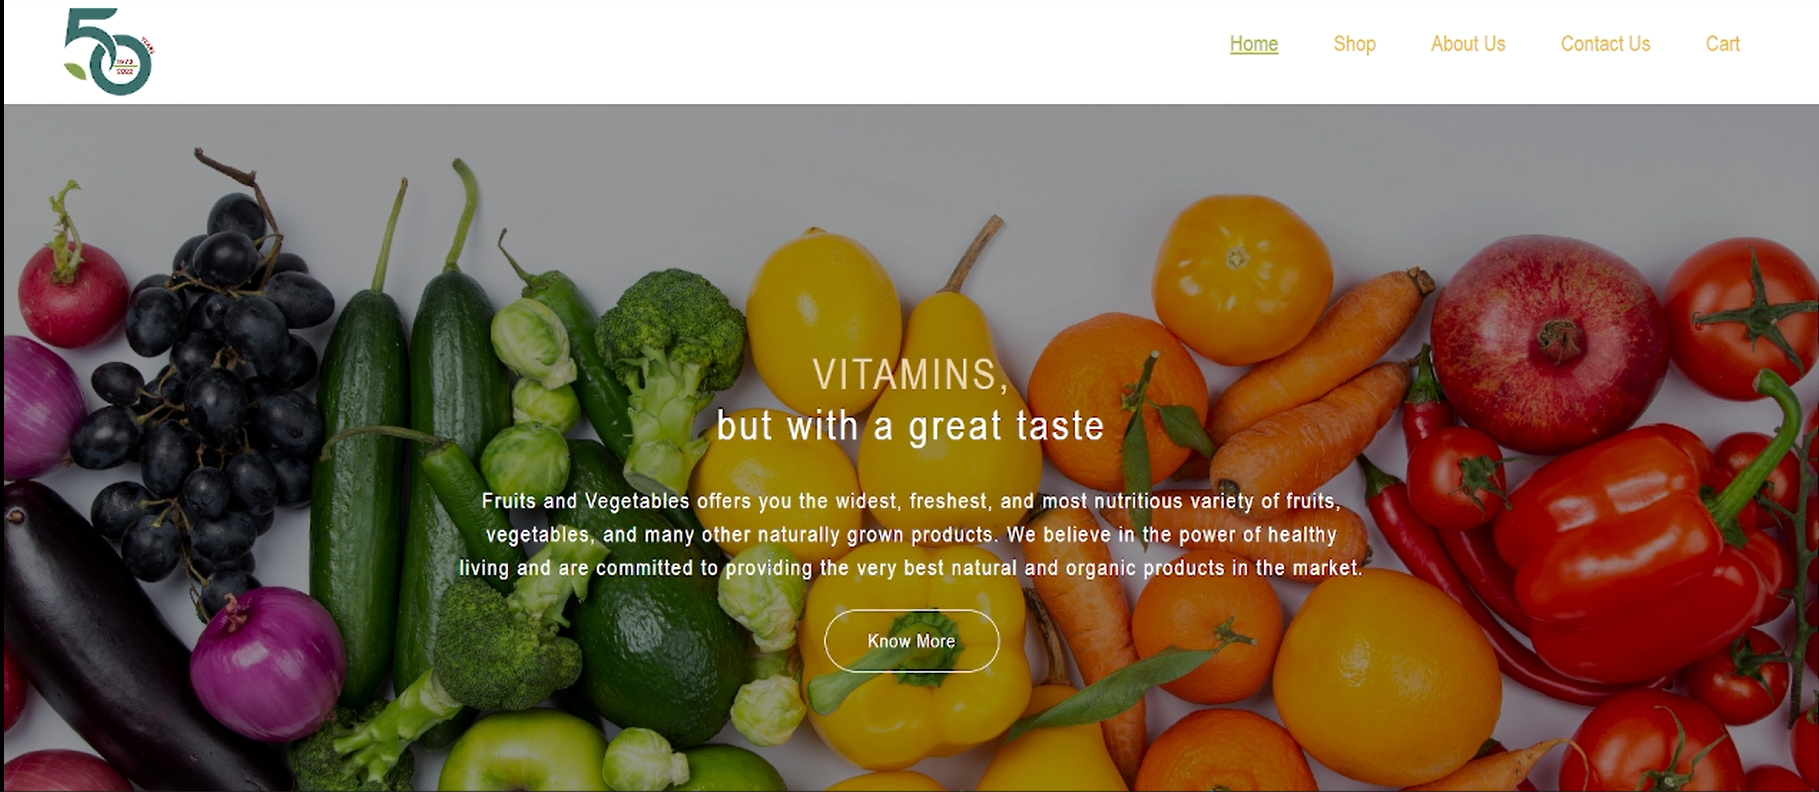 50
YEARS
1972
2022
Home
Shop
About Us
Contact Us
Cart
VITAMINS,
but with a great taste
Fruits and Vegetables offers you the widest, freshest, and most nutritious variety of fruits,
vegetables, and many other naturally grown products. We believe in the power of healthy
living and are committed to providing the very best natural and organic products in the market.
Know More